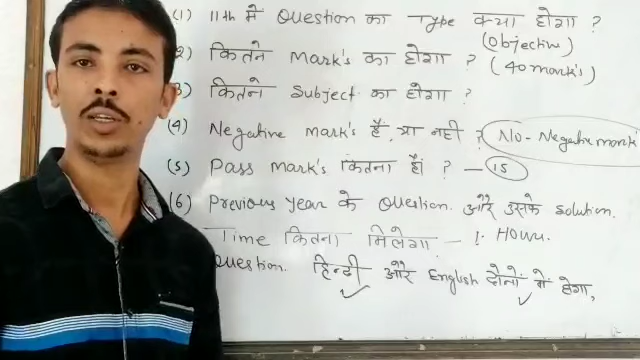 (1) 11th में Question का Type क्या होगा ?
(Objective)
2) कितने Mark's का होगा ? (40 mark's)
3) कितने Subject का होगा ?
(4) Negative mark's है, या नही ? No-Negative mark
(5) Pass mark's कितना है ? — 15
(6) Previous year के Question. और उसके solution.
Time कितना मिलेगा — 1. Hour.
Question. हिन्दी और English दोनों में होगा,